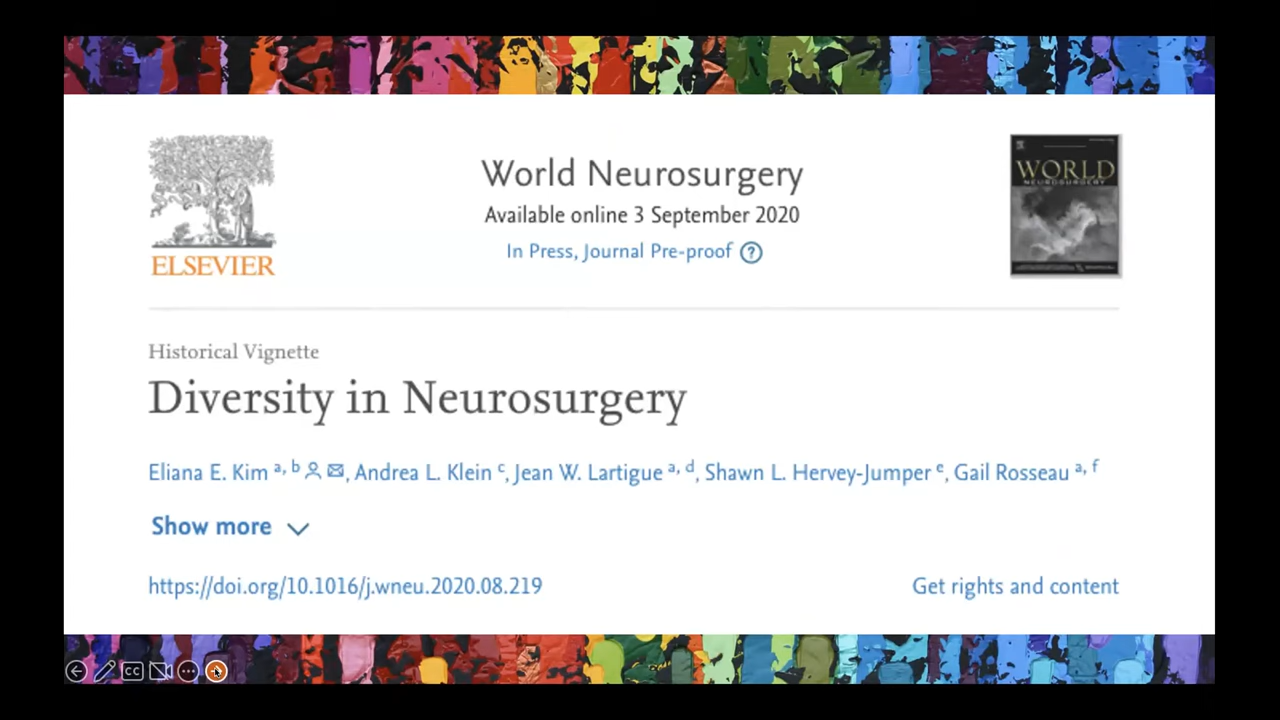 World Neurosurgery
Available online 3 September 2020
In Press, Journal Pre-proof ?
ELSEVIER
WORLD
NEUROSURGERY
Historical Vignette
Diversity in Neurosurgery
Eliana E. Kim a, b, Andrea L. Klein c, Jean W. Lartigue a, d, Shawn L. Hervey-Jumper e, Gail Rosseau a, f
Show more
https://doi.org/10.1016/j.wneu.2020.08.219
Get rights and content
CC